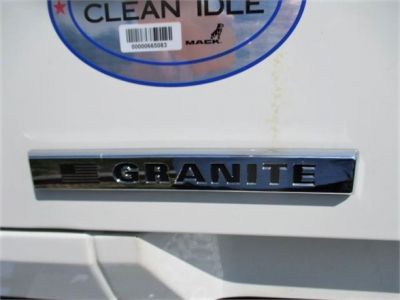 CLEAN IDLE
00000665083
MACK
GRANITE